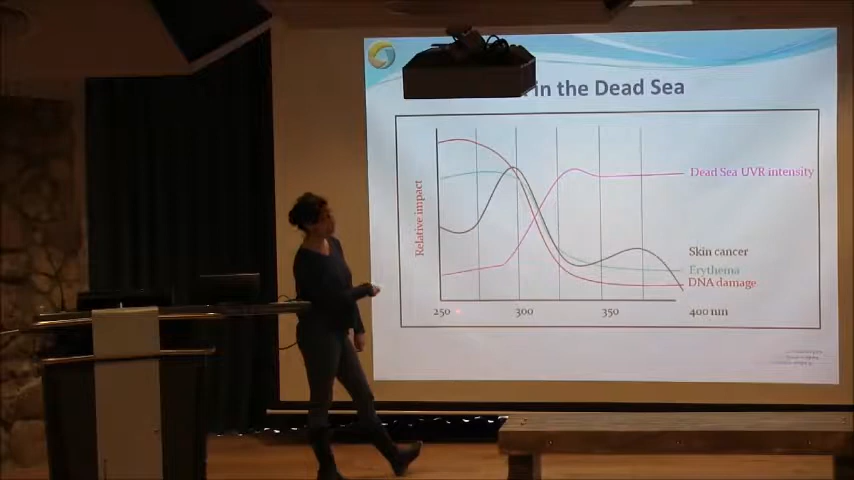 in the Dead Sea
Relative impact
Dead Sea UVR intensity
Skin cancer
Erythema
DNA damage
250
300
350
400 nm